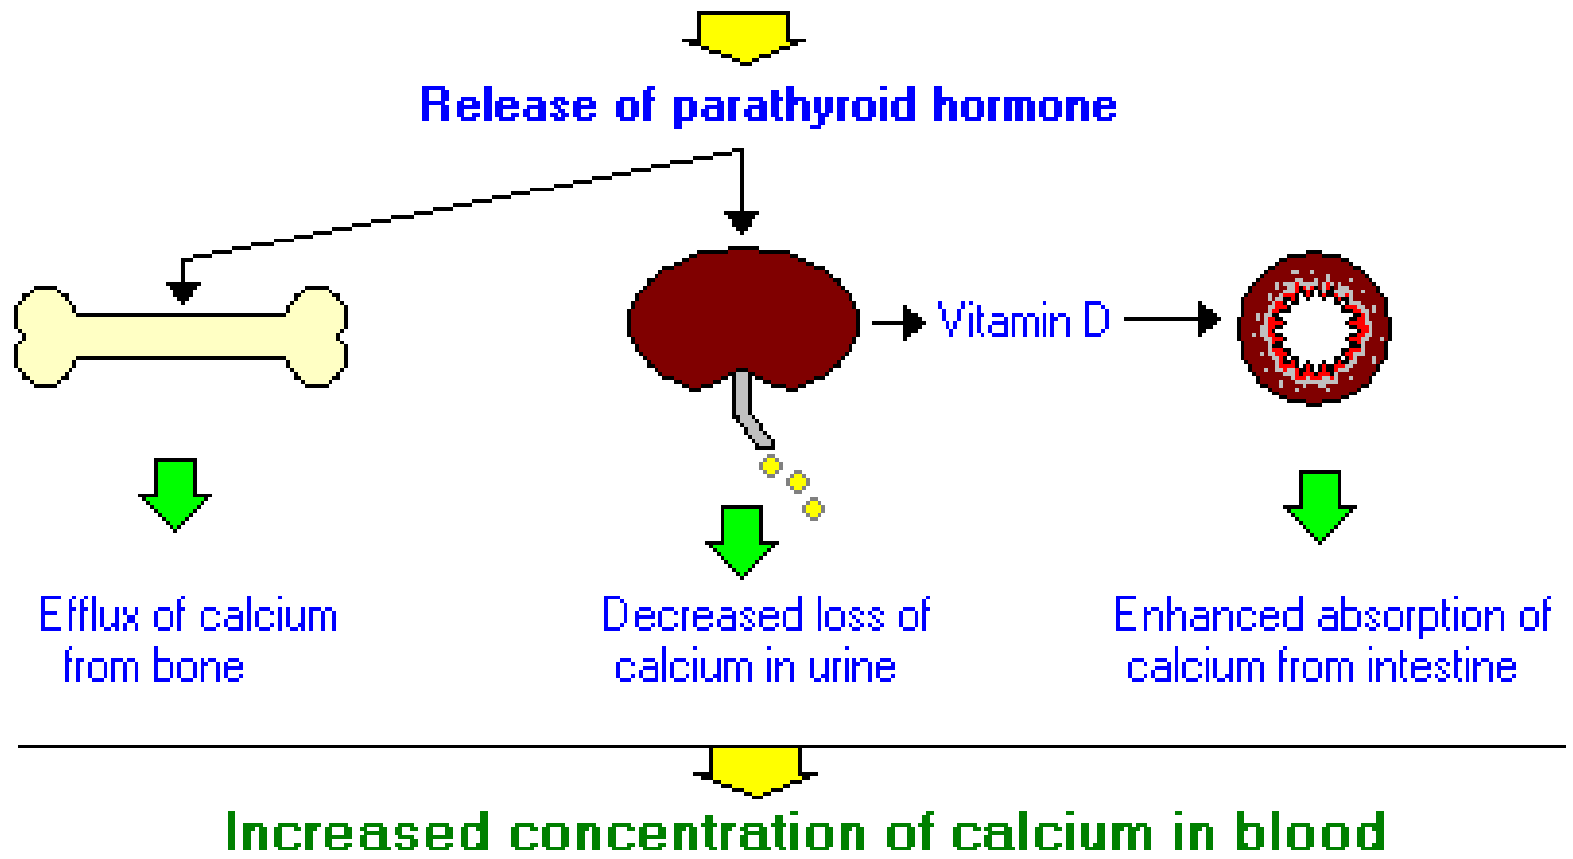 Release of parathyroid hormone
Vitamin D
Efflux of calcium
from bone
Decreased loss of
calcium in urine
Enhanced absorption of
calcium from intestine
Increased concentration of calcium in blood